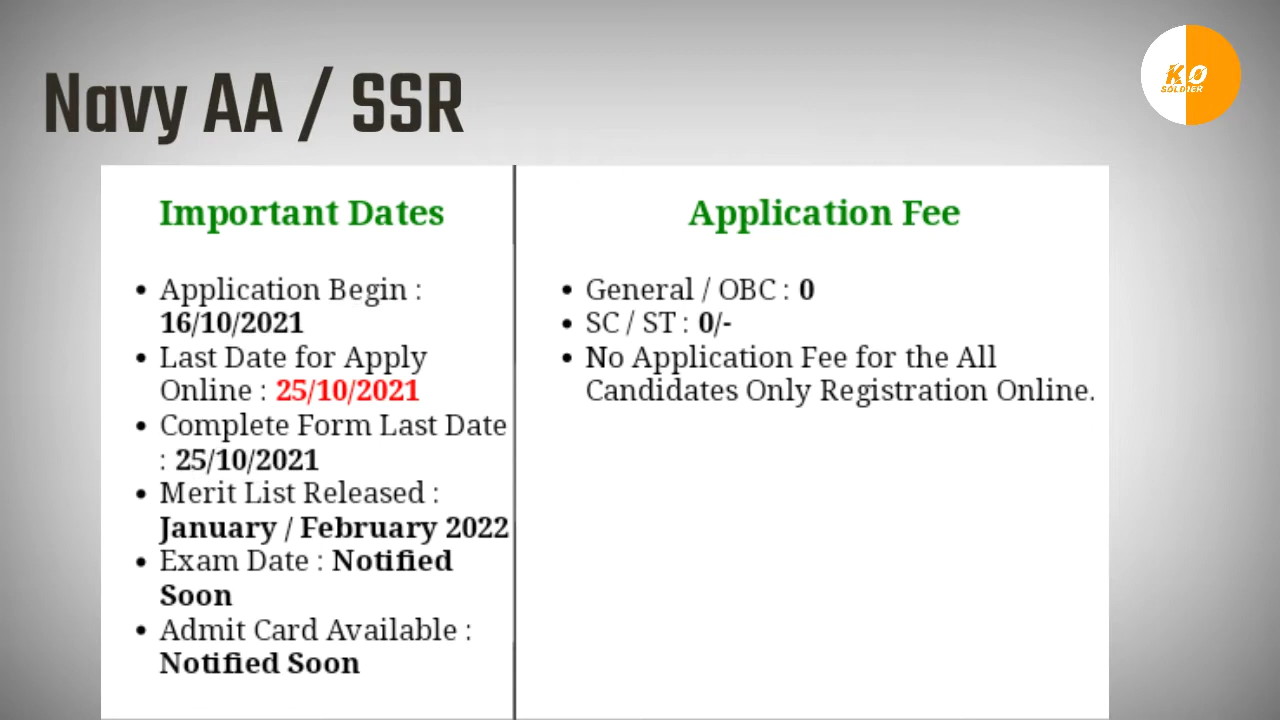 Navy AA / SSR
KO
SOLDIER
Important Dates
Application Begin :
16/10/2021
Last Date for Apply
Online : 25/10/2021
Complete Form Last Date
: 25/10/2021
Merit List Released :
January / February 2022
Exam Date : Notified
Soon
Admit Card Available :
Notified Soon
Application Fee
General / OBC : 0
SC / ST : 0/-
No Application Fee for the All
Candidates Only Registration Online.